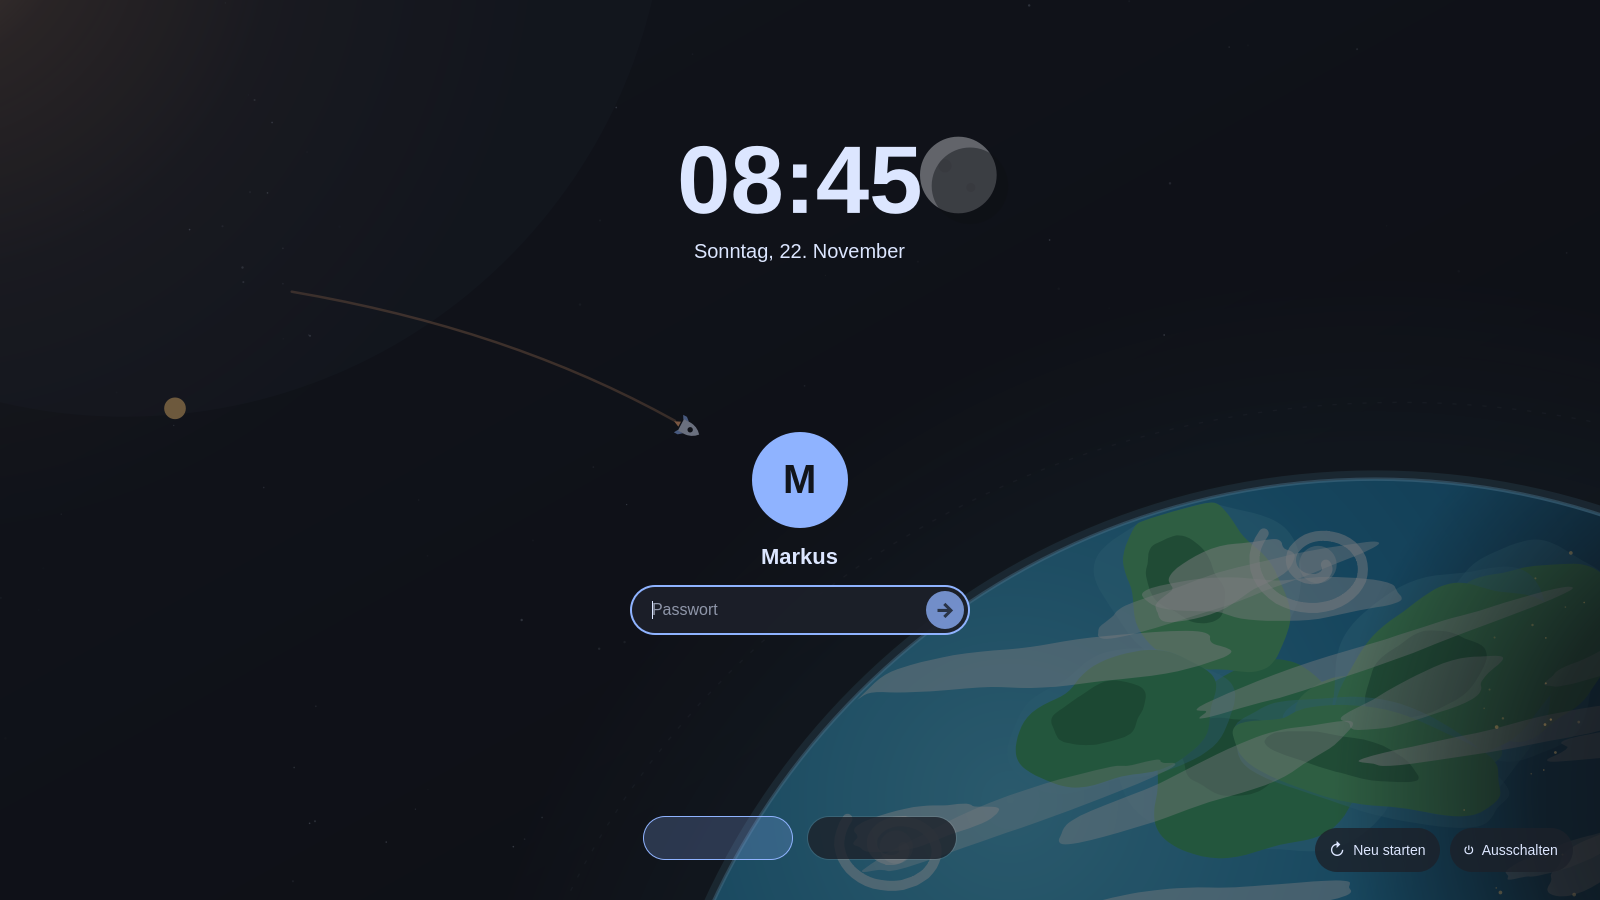 08:45
Sonntag, 22. November
M
Markus
Passwort
Neu starten
Ausschalten